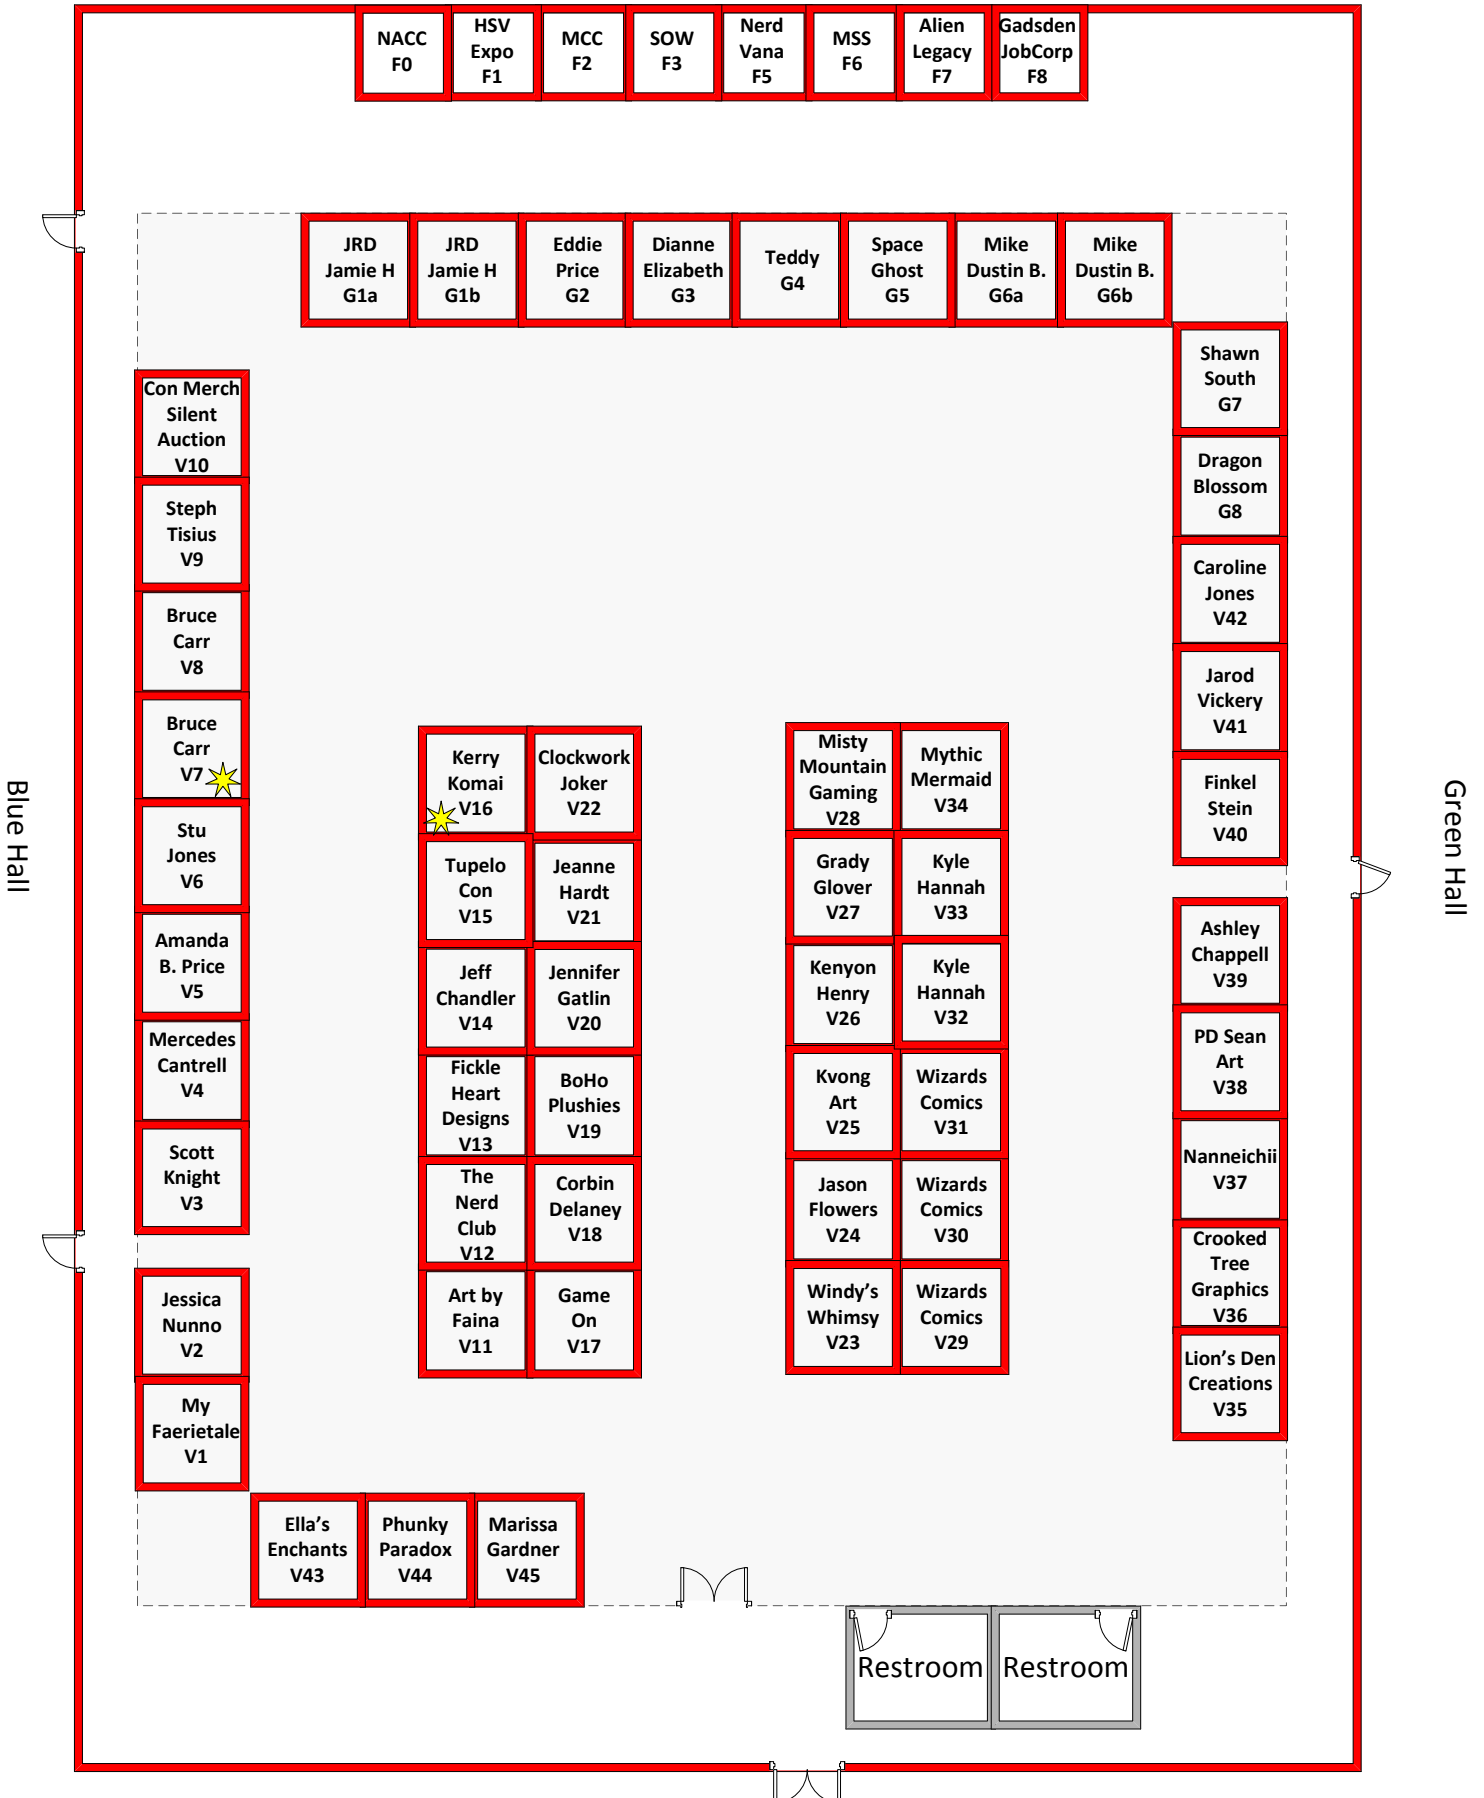 NACC
F0
HSV
Expo
F1
MCC
F2
SOW
F3
Nerd
Vana
F5
MSS
F6
Alien
Legacy
F7
Gadsden
JobCorp
F8
JRD
Jamie H
G1a
JRD
Jamie H
G1b
Eddie
Price
G2
Dianne
Elizabeth
G3
Teddy
G4
Space
Ghost
G5
Mike
Dustin B.
G6a
Mike
Dustin B.
G6b
Shawn
South
G7
Dragon
Blossom
G8
Caroline
Jones
V42
Jarod
Vickery
V41
Finkel
Stein
V40
Ashley
Chappell
V39
PD Sean
Art
V38
Nanneichii
V37
Crooked
Tree
Graphics
V36
Lion's Den
Creations
V35
Con Merch
Silent
Auction
V10
Steph
Tisius
V9
Bruce
Carr
V8
Bruce
Carr
V7
Stu
Jones
V6
Amanda
B. Price
V5
Mercedes
Cantrell
V4
Scott
Knight
V3
Jessica
Nunno
V2
My
Faerietale
V1
Kerry
Komai
V16
Clockwork
Joker
V22
Tupelo
Con
V15
Jeanne
Hardt
V21
Jeff
Chandler
V14
Jennifer
Gatlin
V20
Fickle
Heart
Designs
V13
BoHo
Plushies
V19
The
Nerd
Club
V12
Corbin
Delaney
V18
Art by
Faina
V11
Game
On
V17
Misty
Mountain
Gaming
V28
Mythic
Mermaid
V34
Grady
Glover
V27
Kyle
Hannah
V33
Kenyon
Henry
V26
Kyle
Hannah
V32
Kvong
Art
V25
Wizards
Comics
V31
Jason
Flowers
V24
Wizards
Comics
V30
Windy's
Whimsy
V23
Wizards
Comics
V29
Ella's
Enchants
V43
Phunky
Paradox
V44
Marissa
Gardner
V45
Restroom
Restroom
Blue Hall
Green Hall